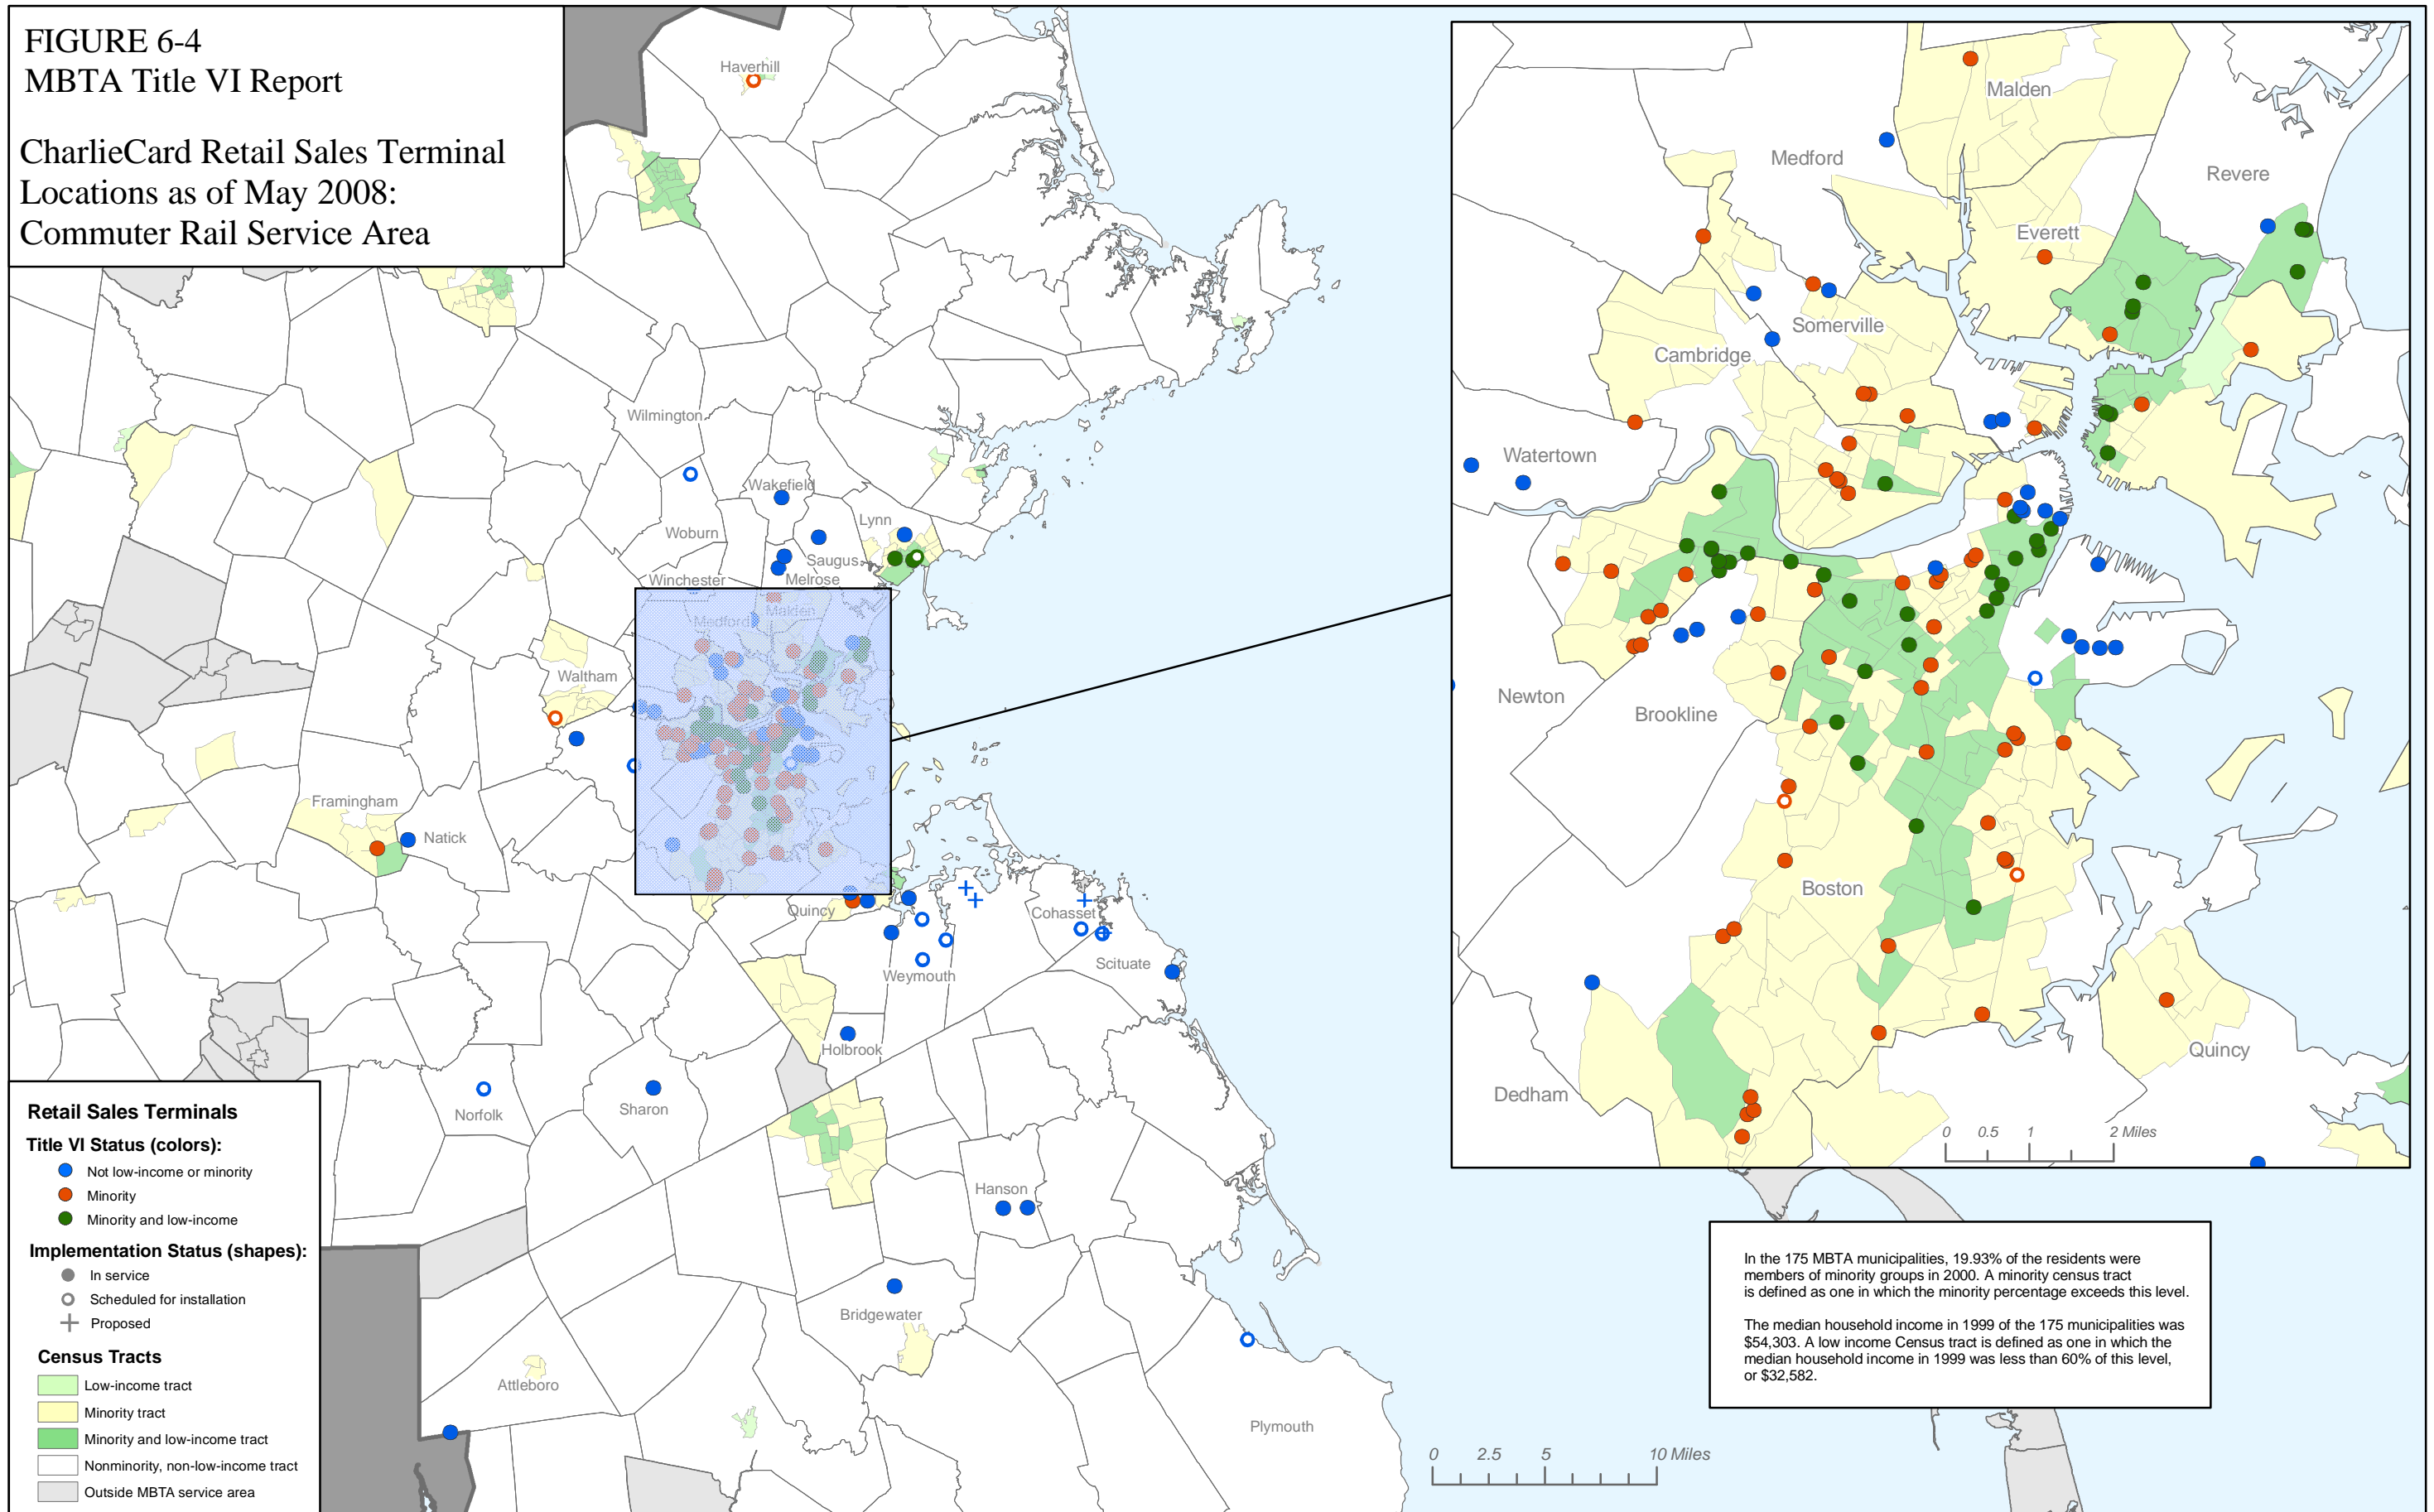 FIGURE 6-4
MBTA Title VI Report
CharlieCard Retail Sales Terminal
Locations as of May 2008:
Commuter Rail Service Area
Haverhill
Wilmington
Wakefield
Lynn
Woburn
Saugus
Winchester
Melrose
Malden
Medford
Waltham
Framingham
Natick
Quincy
Cohasset
Weymouth
Scituate
Holbrook
Norfolk
Sharon
Hanson
Bridgewater
Attleboro
Plymouth
0 2.5 5 10 Miles
Malden
Medford
Revere
Everett
Somerville
Cambridge
Watertown
Newton
Brookline
Boston
Quincy
Dedham
0 0.5 1 2 Miles
Retail Sales Terminals
Title VI Status (colors):
Not low-income or minority
Minority
Minority and low-income
Implementation Status (shapes):
In service
Scheduled for installation
Proposed
Census Tracts
Low-income tract
Minority tract
Minority and low-income tract
Nonminority, non-low-income tract
Outside MBTA service area
In the 175 MBTA municipalities, 19.93% of the residents were
members of minority groups in 2000. A minority census tract
is defined as one in which the minority percentage exceeds this level.
The median household income in 1999 of the 175 municipalities was
$54,303. A low income Census tract is defined as one in which the
median household income in 1999 was less than 60% of this level,
or $32,582.